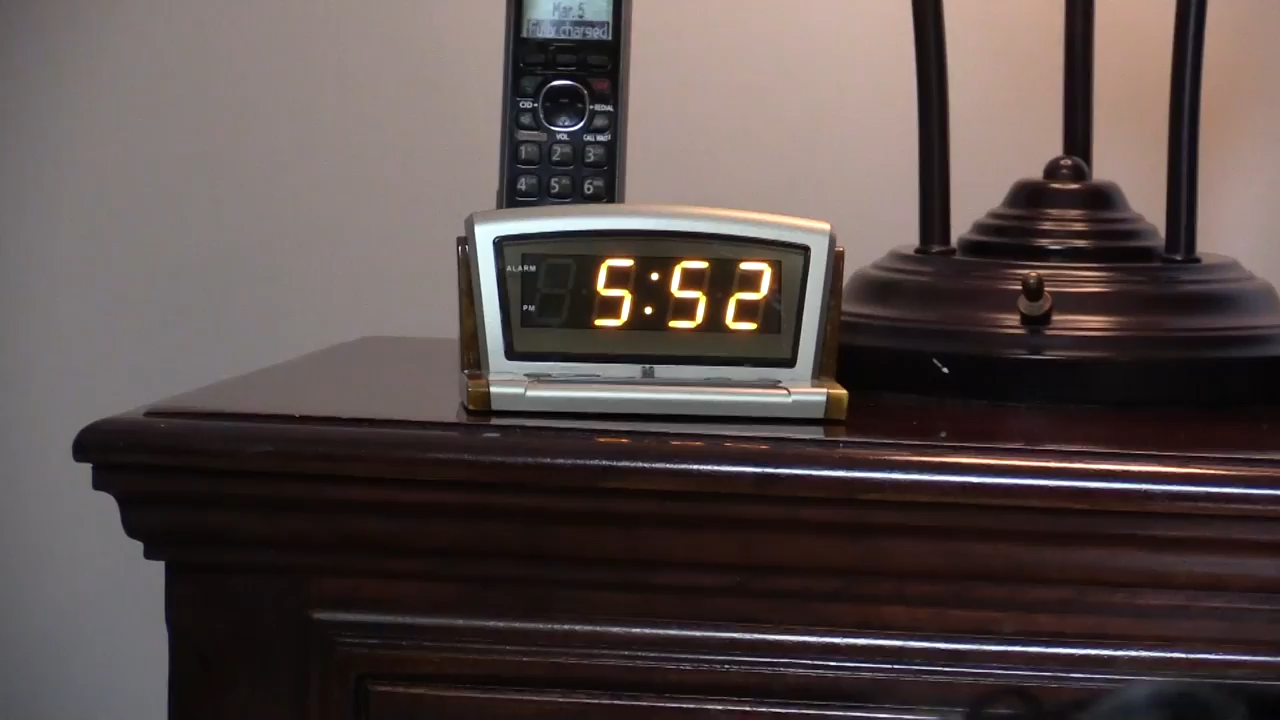 Mar. 5
Fully charged
CID
REDIAL
VOL
CALL WAIT
1 2 3
4 5 6
ALARM
PM
5:52